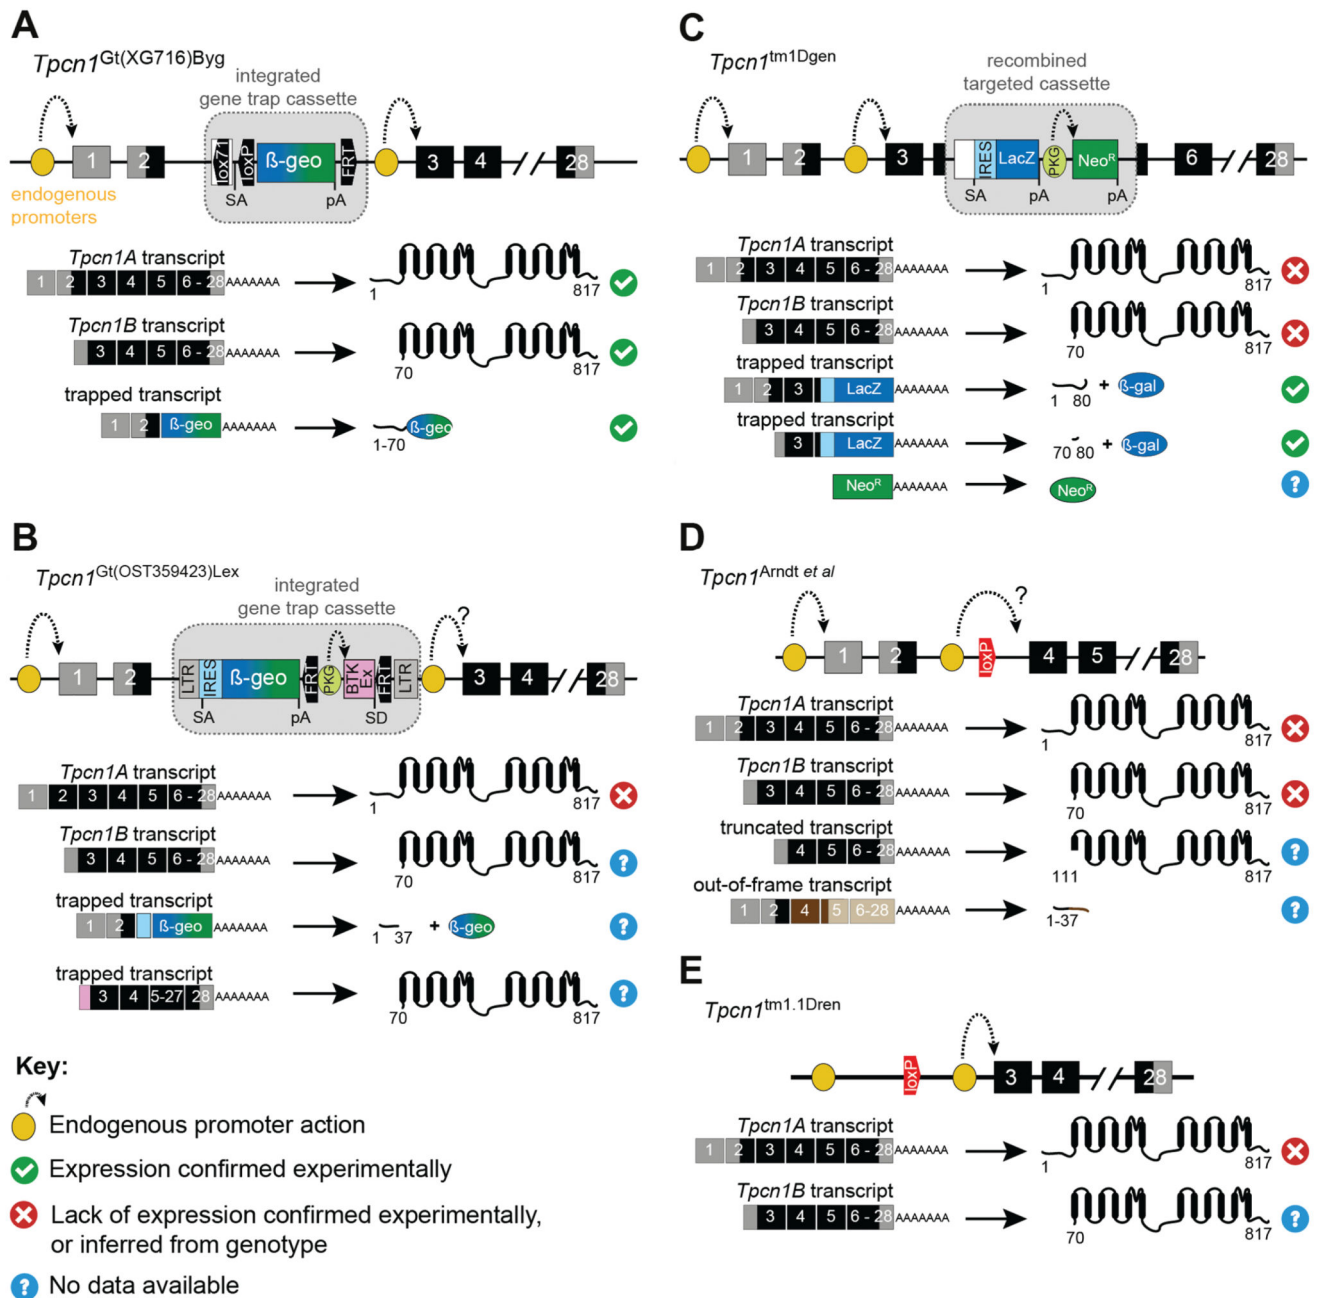 A
Tpcn1Gt(XG716)Byg
integrated
gene trap cassette
1 2 lox71 loxP ß-geo FRT 3 4 28
SA pA
endogenous
promoters
Tpcn1A transcript
1 2 3 4 5 6 - 28 AAAAAAA
1 817
Tpcn1B transcript
3 4 5 6 - 28 AAAAAAA
70 817
trapped transcript
1 2 ß-geo AAAAAAA
ß-geo
1-70
B
Tpcn1Gt(OST359423)Lex
integrated
gene trap cassette
?
1 2 LTR IRES ß-geo FRT PKG BTK Ex FRT LTR 3 4 28
SA pA SD
Tpcn1A transcript
1 2 3 4 5 6 - 28 AAAAAAA
1 817
Tpcn1B transcript
3 4 5 6 - 28 AAAAAAA
70 817
?
trapped transcript
1 2 ß-geo AAAAAAA
1 37 + ß-geo
?
trapped transcript
3 4 5-27 28 AAAAAAA
70 817
?
Key:
Endogenous promoter action
Expression confirmed experimentally
Lack of expression confirmed experimentally,
or inferred from genotype
? No data available
C
Tpcn1tm1Dgen
recombined
targeted cassette
1 2 3 IRES LacZ PKG NeoR 6 28
SA pA pA
Tpcn1A transcript
1 2 3 4 5 6 - 28 AAAAAAA
1 817
Tpcn1B transcript
3 4 5 6 - 28 AAAAAAA
70 817
trapped transcript
1 2 3 LacZ AAAAAAA
1 80 + ß-gal
trapped transcript
3 LacZ AAAAAAA
70 80 + ß-gal
NeoR AAAAAAA
NeoR
?
D
Tpcn1Arndt et al
?
1 2 loxP 4 5 28
Tpcn1A transcript
1 2 3 4 5 6 - 28 AAAAAAA
1 817
Tpcn1B transcript
3 4 5 6 - 28 AAAAAAA
70 817
truncated transcript
4 5 6 - 28 AAAAAAA
111 817
?
out-of-frame transcript
1 2 4 5 6-28 AAAAAAA
1-37
?
E
Tpcn1tm1.1Dren
loxP 3 4 28
Tpcn1A transcript
1 2 3 4 5 6 - 28 AAAAAAA
1 817
Tpcn1B transcript
3 4 5 6 - 28 AAAAAAA
70 817
?